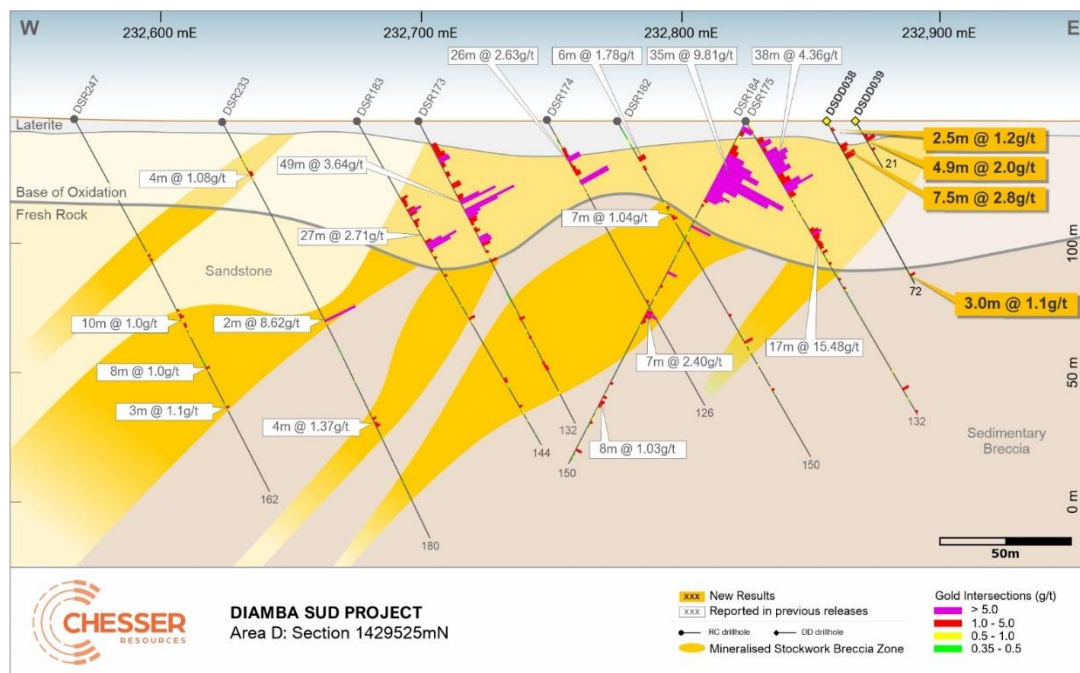 W
E
232,600 mE
232,700 mE
232,800 mE
232,900 mE
26m @ 2.63g/t
6m @ 1.78g/t
35m @ 9.81g/t
38m @ 4.36g/t
DSR247
DSR233
DSR183
DSR173
DSR174
DSR182
DSR184
DSR175
DSDD038
DSDD039
Laterite
2.5m @ 1.2g/t
4.9m @ 2.0g/t
7.5m @ 2.8g/t
21
4m @ 1.08g/t
49m @ 3.64g/t
Base of Oxidation
Fresh Rock
7m @ 1.04g/t
27m @ 2.71g/t
100 m
Sandstone
72
3.0m @ 1.1g/t
10m @ 1.0g/t
2m @ 8.62g/t
17m @ 15.48g/t
8m @ 1.0g/t
7m @ 2.40g/t
50 m
3m @ 1.1g/t
4m @ 1.37g/t
126
132
132
144
8m @ 1.03g/t
150
150
Sedimentary
Breccia
162
180
0 m
50m
CHESSER
RESOURCES
DIAMBA SUD PROJECT
Area D: Section 1429525mN
xxx New Results
xxx Reported in previous releases
RC drillhole
DD drillhole
Mineralised Stockwork Breccia Zone
Gold Intersections (g/t)
> 5.0
1.0 - 5.0
0.5 - 1.0
0.35 - 0.5